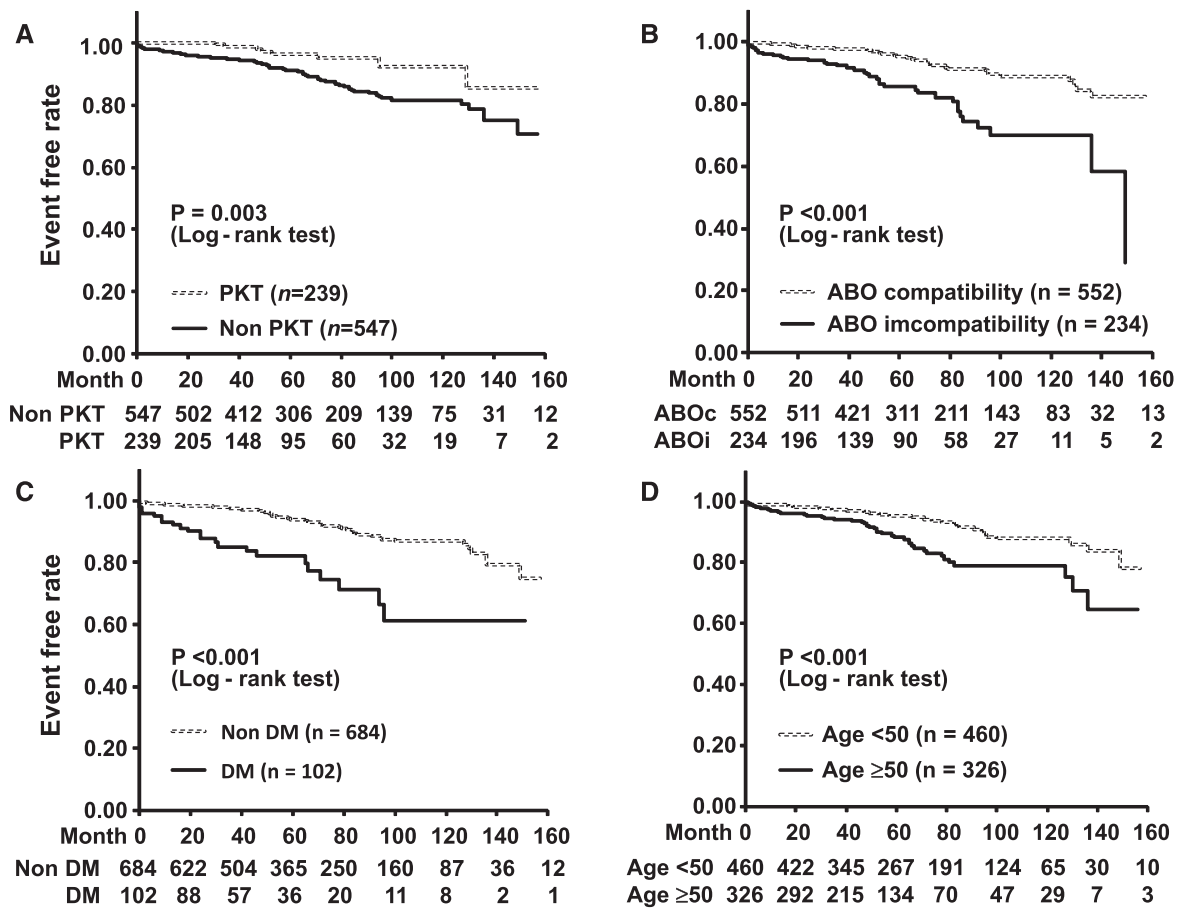 A
1.00
0.80
0.60
0.40
0.20
0.00
Event free rate
P = 0.003
(Log - rank test)
PKT (n=239)
Non PKT (n=547)
Month 0 20 40 60 80 100 120 140 160
Non PKT 547 502 412 306 209 139 75 31 12
PKT 239 205 148 95 60 32 19 7 2
B
1.00
0.80
0.60
0.40
0.20
0.00
P <0.001
(Log - rank test)
ABO compatibility (n = 552)
ABO imcompatibility (n = 234)
Month 0 20 40 60 80 100 120 140 160
ABOc 552 511 421 311 211 143 83 32 13
ABOi 234 196 139 90 58 27 11 5 2
C
1.00
0.80
0.60
0.40
0.20
0.00
Event free rate
P <0.001
(Log - rank test)
Non DM (n = 684)
DM (n = 102)
Month 0 20 40 60 80 100 120 140 160
Non DM 684 622 504 365 250 160 87 36 12
DM 102 88 57 36 20 11 8 2 1
D
1.00
0.80
0.60
0.40
0.20
0.00
P <0.001
(Log - rank test)
Age <50 (n = 460)
Age ≥50 (n = 326)
Month 0 20 40 60 80 100 120 140 160
Age <50 460 422 345 267 191 124 65 30 10
Age ≥50 326 292 215 134 70 47 29 7 3